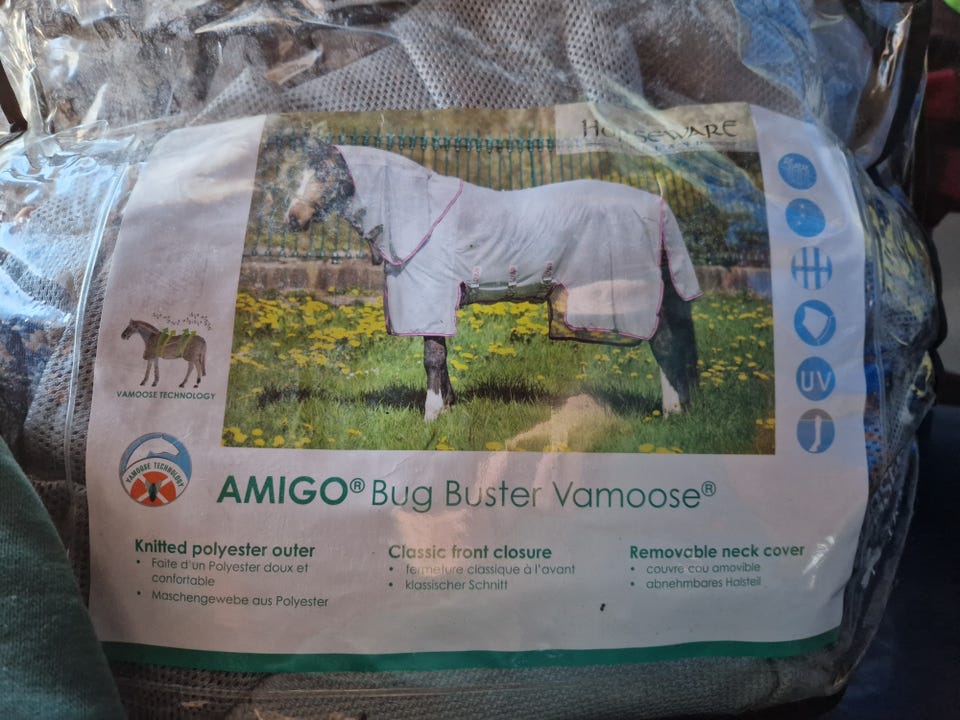 HORSEWARE
UV
VAMOOSE TECHNOLOGY
VAMOOSE TECHNOLOGY
AMIGO® Bug Buster Vamoose®
Knitted polyester outer
• Faite d'un Polyester doux et
confortable
• Maschengewebe aus Polyester
Classic front closure
• fermeture classique à l'avant
• klassischer Schnitt
Removable neck cover
• couvre cou amovible
• abnehmbares Halsteil